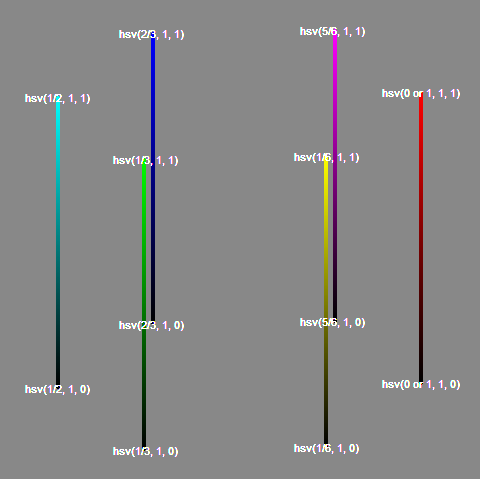 hsv(5/6, 1, 1)
hsv(2/3, 1, 1)
hsv(0 or 1, 1, 1)
hsv(1/2, 1, 1)
hsv(1/6, 1, 1)
hsv(1/3, 1, 1)
hsv(5/6, 1, 0)
hsv(2/3, 1, 0)
hsv(0 or 1, 1, 0)
hsv(1/2, 1, 0)
hsv(1/6, 1, 0)
hsv(1/3, 1, 0)